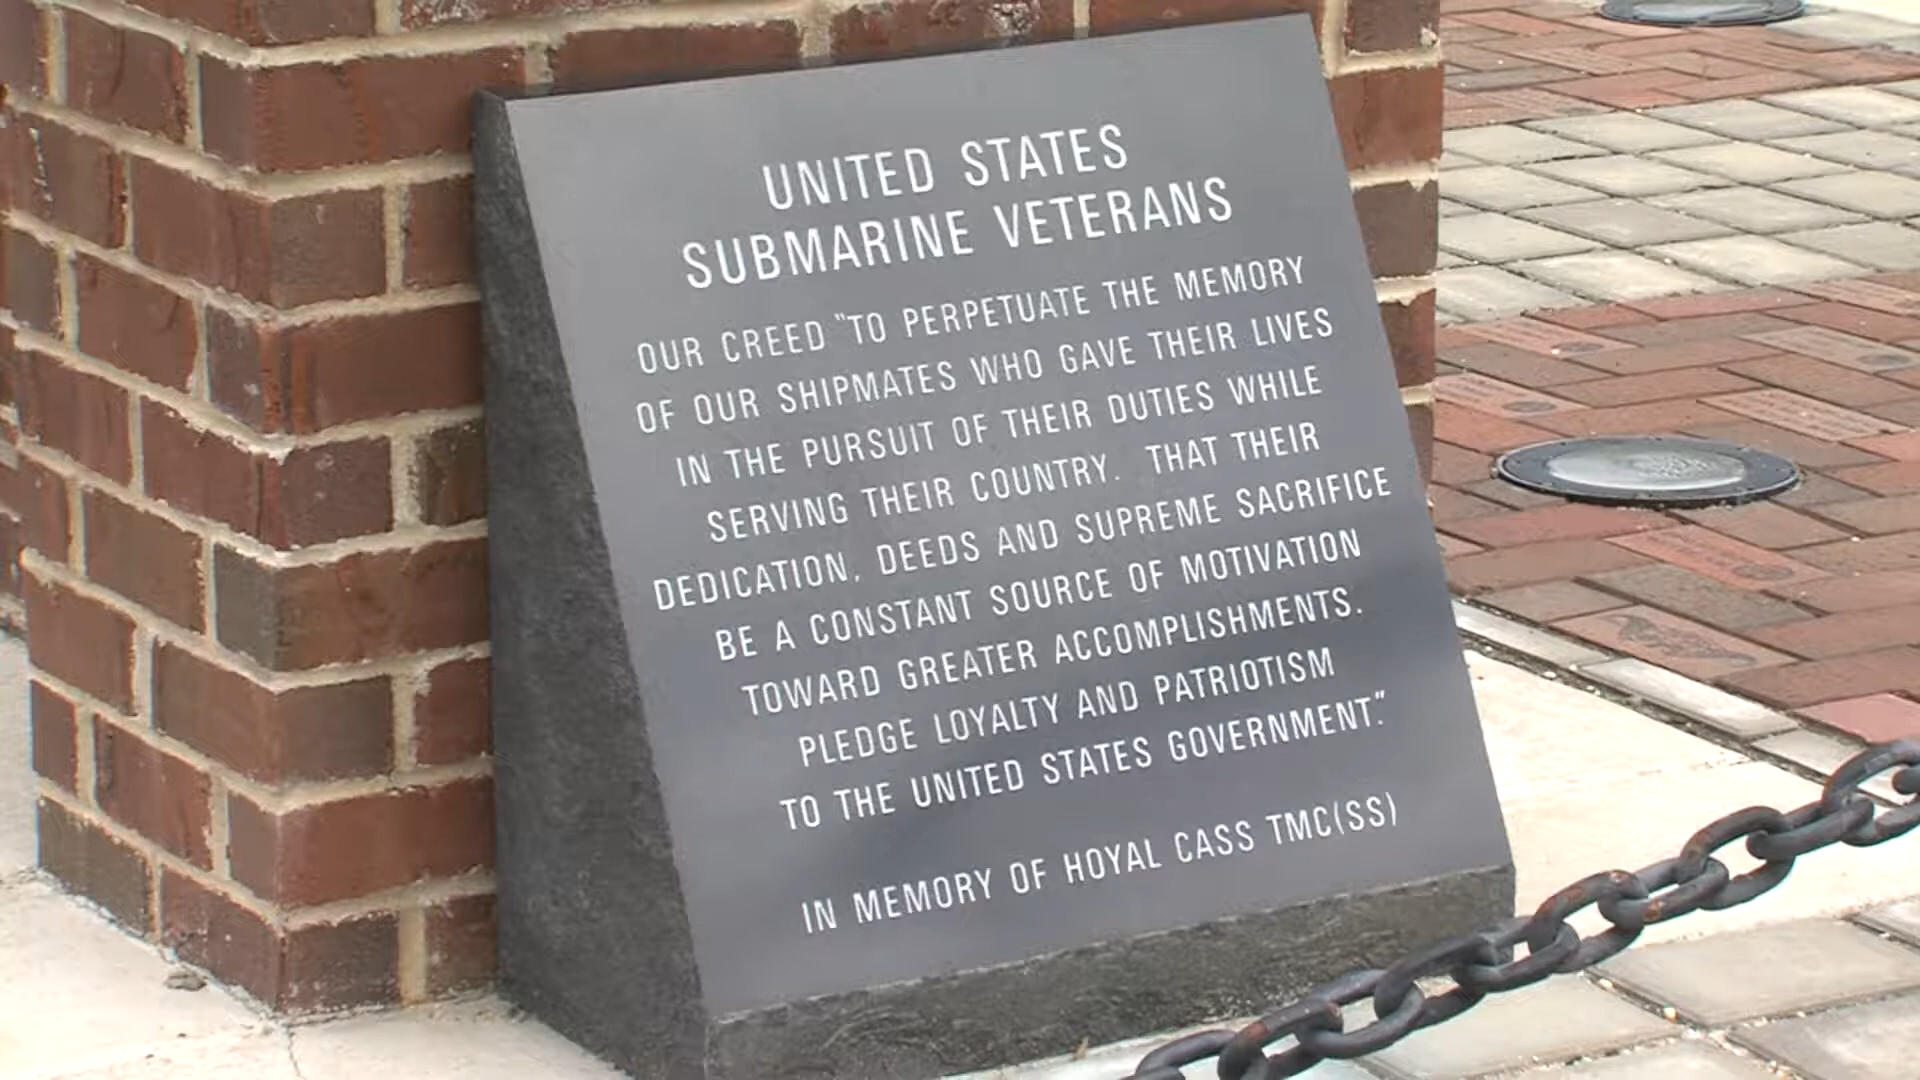 UNITED STATES
SUBMARINE VETERANS
OUR CREED "TO PERPETUATE THE MEMORY
OF OUR SHIPMATES WHO GAVE THEIR LIVES
IN THE PURSUIT OF THEIR DUTIES WHILE
SERVING THEIR COUNTRY. THAT THEIR
DEDICATION, DEEDS AND SUPREME SACRIFICE
BE A CONSTANT SOURCE OF MOTIVATION
TOWARD GREATER ACCOMPLISHMENTS.
PLEDGE LOYALTY AND PATRIOTISM
TO THE UNITED STATES GOVERNMENT."
IN MEMORY OF HOYAL CASS TMC(SS)